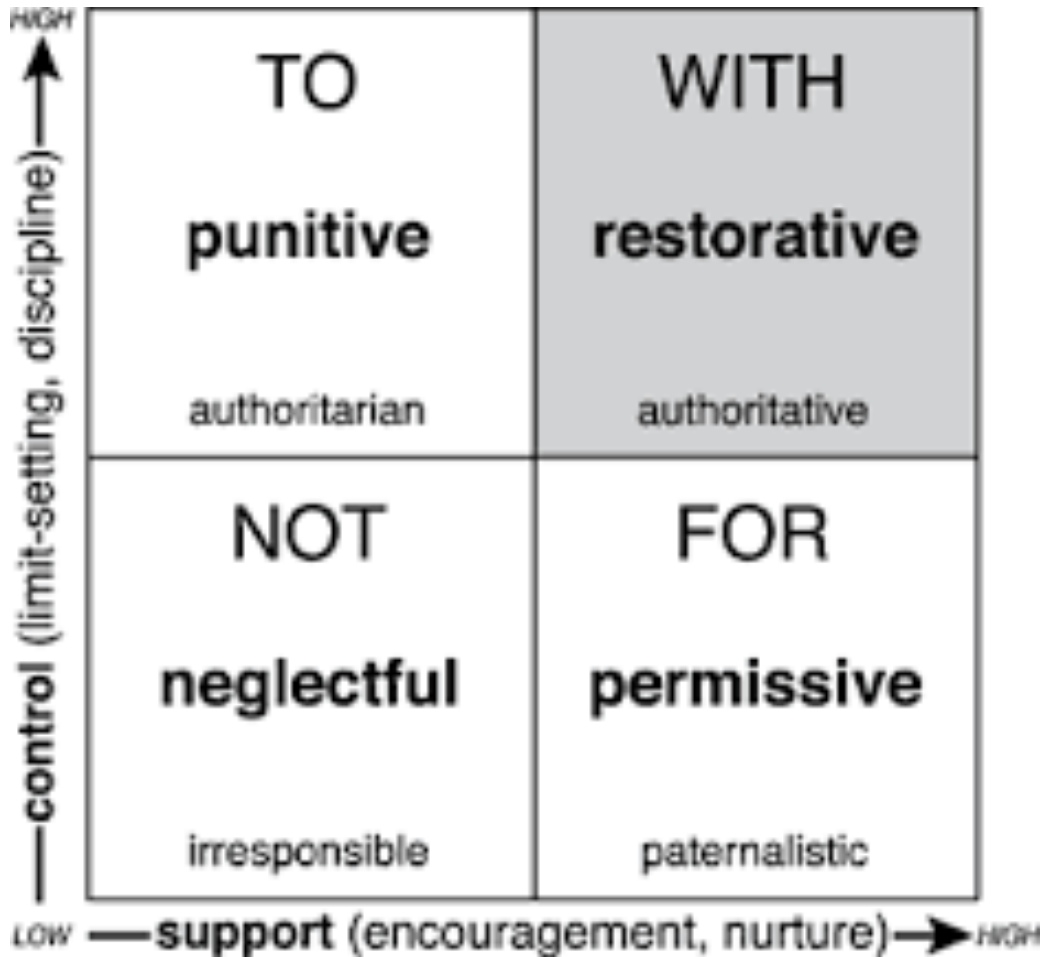 HIGH
TO
punitive
authoritarian
WITH
restorative
authoritative
NOT
neglectful
irresponsible
FOR
permissive
paternalistic
control (limit-setting, discipline)
LOW
support (encouragement, nurture)
HIGH